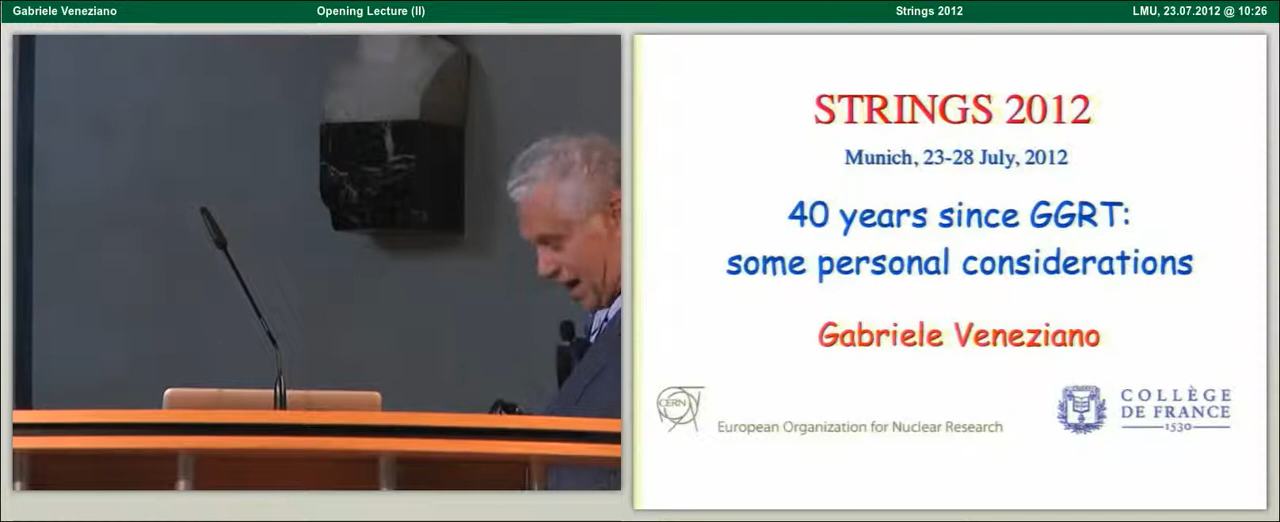 Gabriele Veneziano Opening Lecture (II) Strings 2012 LMU, 23.07.2012 @ 10:26
STRINGS 2012
Munich, 23-28 July, 2012
40 years since GGRT:
some personal considerations
Gabriele Veneziano
CERN
European Organization for Nuclear Research
COLLÈGE
DE FRANCE
1530